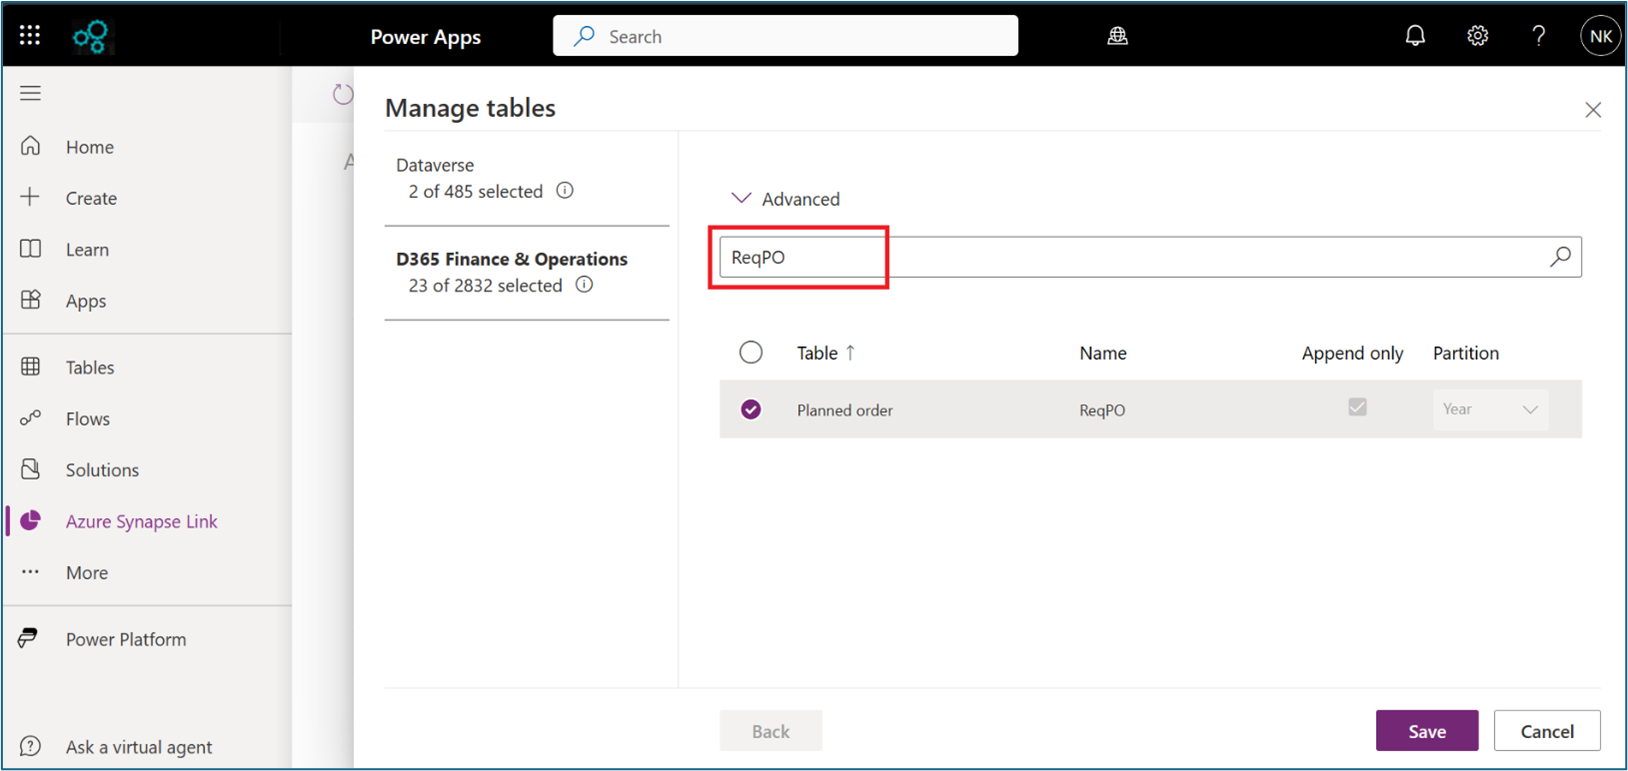 Power Apps
Search
NK
Home
Create
Learn
Apps
Tables
Flows
Solutions
Azure Synapse Link
More
Power Platform
Ask a virtual agent
A
Manage tables
Dataverse
2 of 485 selected
D365 Finance & Operations
23 of 2832 selected
Advanced
ReqPO
Table ↑ Name Append only Partition
Planned order ReqPO Year
Back Save Cancel